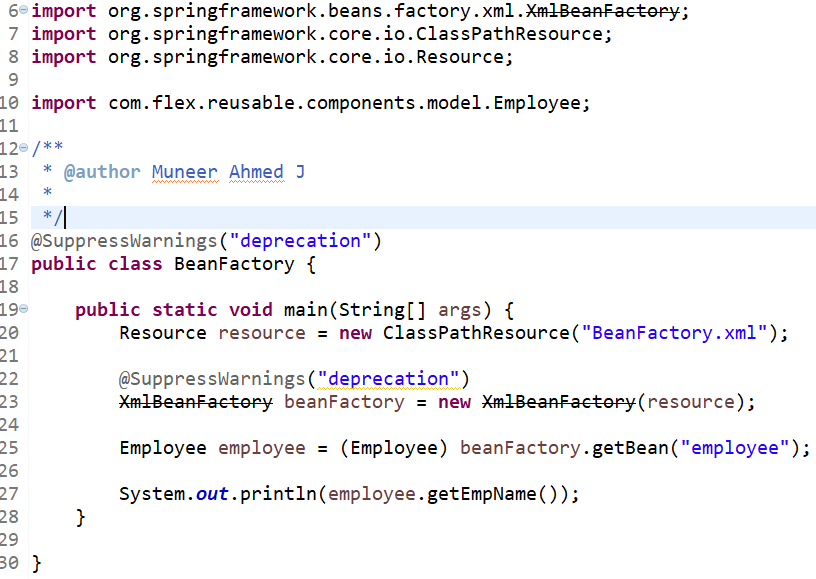 6 import org.springframework.beans.factory.xml.XmlBeanFactory;
7 import org.springframework.core.io.ClassPathResource;
8 import org.springframework.core.io.Resource;
9
10 import com.flex.reusable.components.model.Employee;
11
12 /**
13  * @author Muneer Ahmed J
14  *
15  */
16 @SuppressWarnings("deprecation")
17 public class BeanFactory {
18
19     public static void main(String[] args) {
20         Resource resource = new ClassPathResource("BeanFactory.xml");
21
22         @SuppressWarnings("deprecation")
23         XmlBeanFactory beanFactory = new XmlBeanFactory(resource);
24
25         Employee employee = (Employee) beanFactory.getBean("employee");
26
27         System.out.println(employee.getEmpName());
28     }
29
30 }